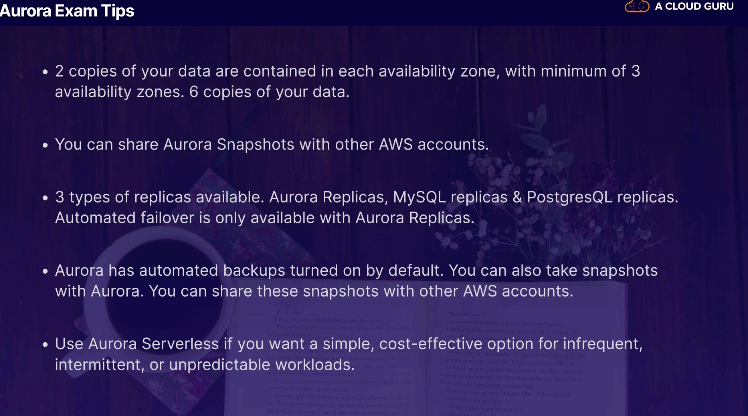 Aurora Exam Tips
A CLOUD GURU
• 2 copies of your data are contained in each availability zone, with minimum of 3
availability zones. 6 copies of your data.
• You can share Aurora Snapshots with other AWS accounts.
• 3 types of replicas available. Aurora Replicas, MySQL replicas & PostgresQL replicas.
Automated failover is only available with Aurora Replicas.
• Aurora has automated backups turned on by default. You can also take snapshots
with Aurora. You can share these snapshots with other AWS accounts.
• Use Aurora Serverless if you want a simple, cost-effective option for infrequent,
intermittent, or unpredictable workloads.